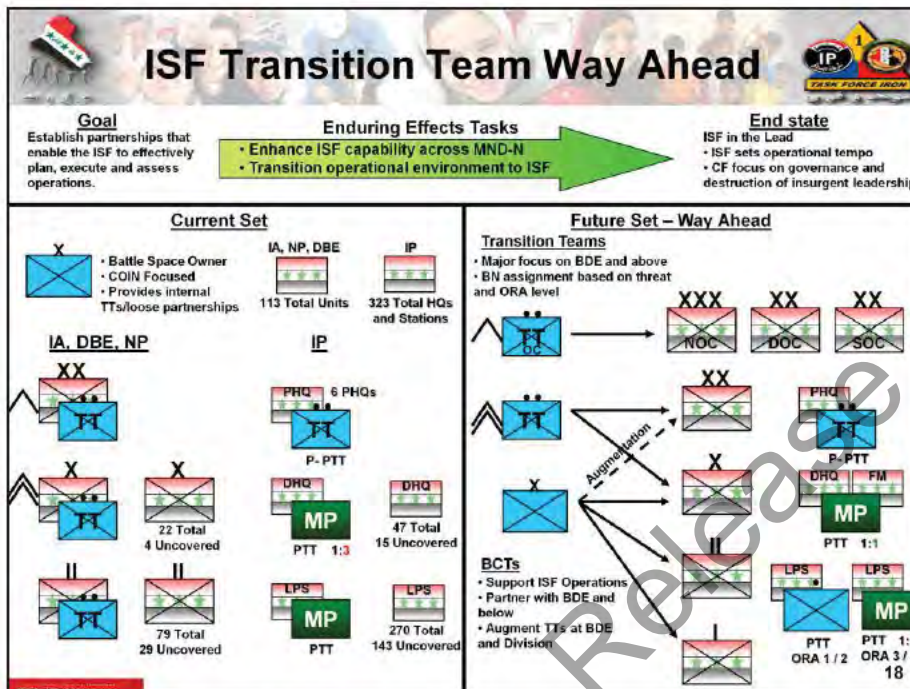 ISF Transition Team Way Ahead
IP
1
TASK FORCE IRON
Goal
Establish partnerships that
enable the ISF to effectively
plan, execute and assess
operations.
Enduring Effects Tasks
• Enhance ISF capability across MND-N
• Transition operational environment to ISF
End state
ISF in the Lead
• ISF sets operational tempo
• CF focus on governance and
destruction of insurgent leadership
Current Set
X
• Battle Space Owner
• COIN Focused
• Provides internal
TTs/loose partnerships
IA, NP, DBE
113 Total Units
IP
323 Total HQs
and Stations
IA, DBE, NP
XX
TT
X
TT
X
22 Total
4 Uncovered
II
TT
II
79 Total
29 Uncovered
IP
PHQ
6 PHQs
TT
P- PTT
DHQ
MP
PTT 1:3
DHQ
47 Total
15 Uncovered
LPS
MP
PTT
LPS
270 Total
143 Uncovered
Future Set – Way Ahead
Transition Teams
• Major focus on BDE and above
• BN assignment based on threat
and ORA level
TT
OC
XXX
NOC
XX
DOC
XX
SOC
TT
XX
PHQ
TT
P- PTT
Augmentation
X
X
DHQ
FM
MP
PTT 1:1
BCTs
• Support ISF Operations
• Partner with BDE and
below
• Augment TTs at BDE
and Division
II
I
LPS
PTT
ORA 1 / 2
LPS
MP
PTT 1:
ORA 3 /
18
Release